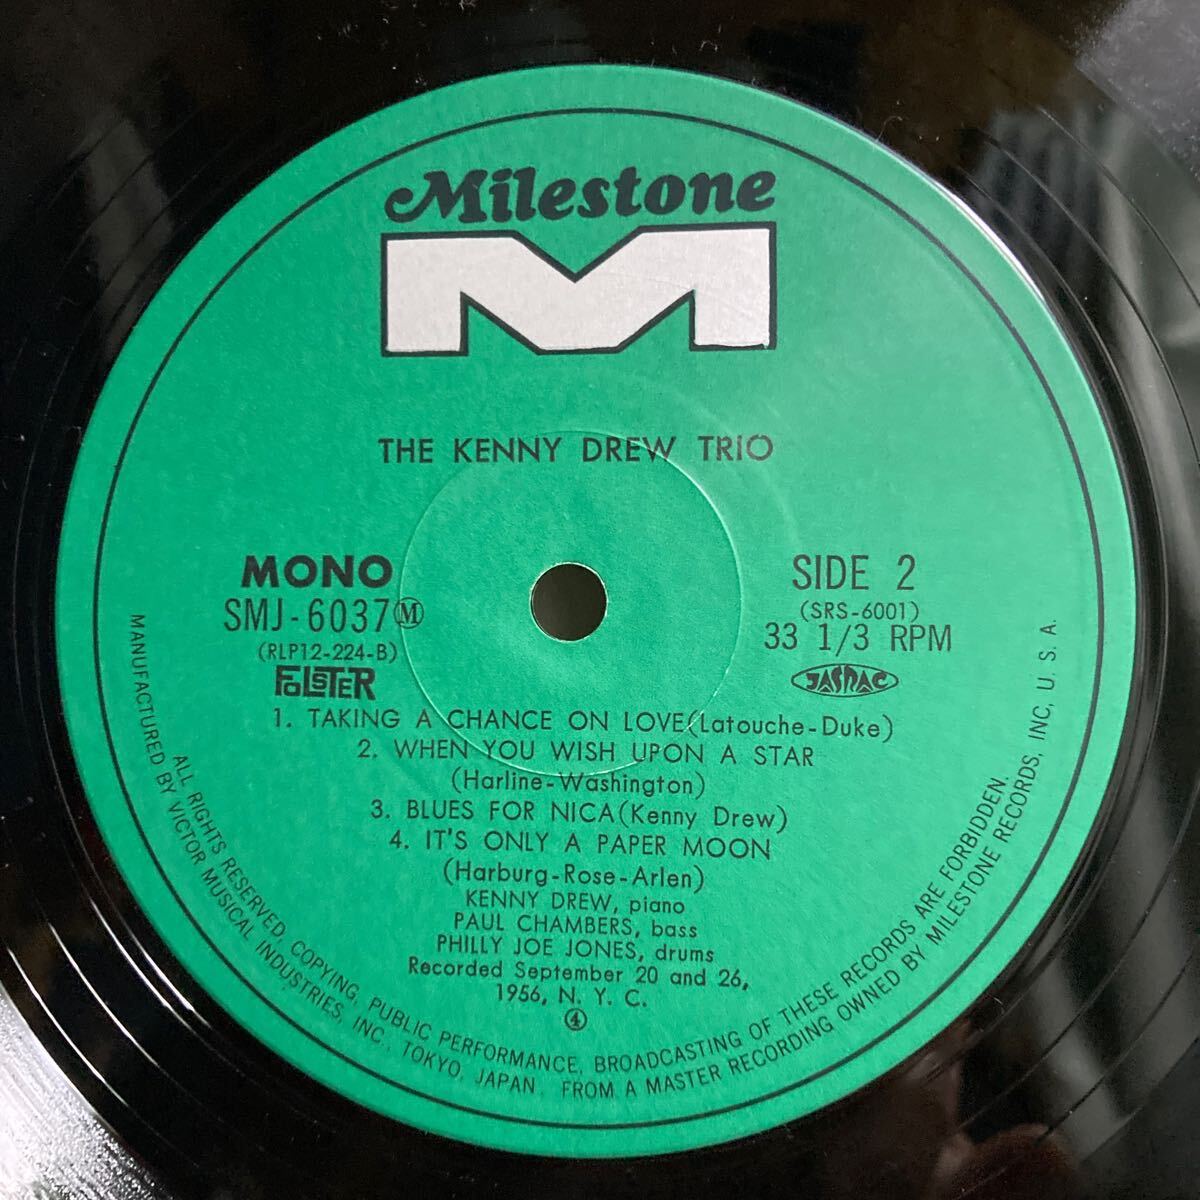 Milestone
M
THE KENNY DREW TRIO
MONO
SMJ-6037Ⓜ
(RLP12-224-B)
FOLSTER
SIDE 2
(SRS-6001)
33 1/3 RPM
JASRAC
1. TAKING A CHANCE ON LOVE(Latouche-Duke)
2. WHEN YOU WISH UPON A STAR
(Harline-Washington)
3. BLUES FOR NICA(Kenny Drew)
4. IT'S ONLY A PAPER MOON
(Harburg-Rose-Arlen)
KENNY DREW, piano
PAUL CHAMBERS, bass
PHILLY JOE JONES, drums
Recorded September 20 and 26,
1956, N. Y. C.
④
ALL RIGHTS RESERVED. COPYING, PUBLIC PERFORMANCE, BROADCASTING OF THESE RECORDS ARE FORBIDDEN.
MANUFACTURED BY VICTOR MUSICAL INDUSTRIES, INC., TOKYO, JAPAN. FROM A MASTER RECORDING OWNED BY MILESTONE RECORDS, INC, U. S. A.